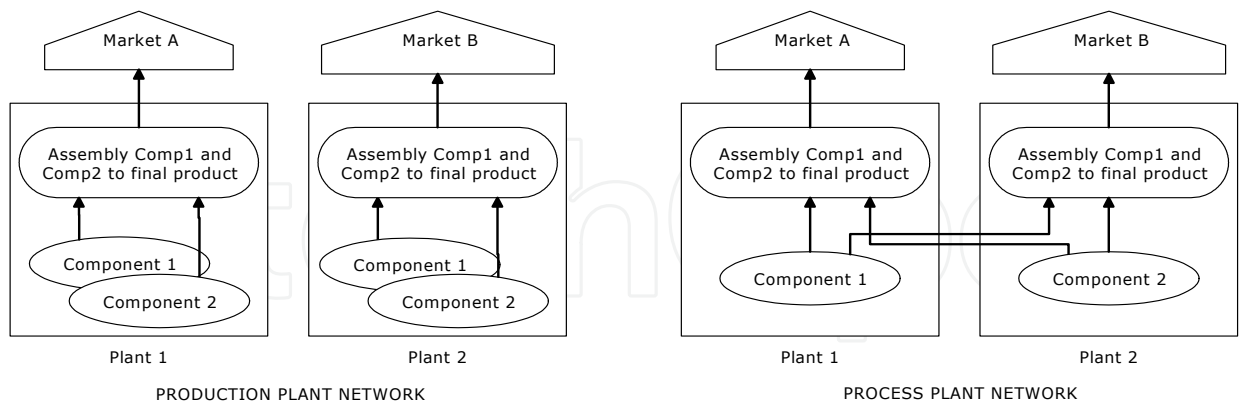 Market A
Assembly Comp1 and
Comp2 to final product
Component 1
Component 2
Plant 1
Market B
Assembly Comp1 and
Comp2 to final product
Component 1
Component 2
Plant 2
PRODUCTION PLANT NETWORK
Market A
Assembly Comp1 and
Comp2 to final product
Component 1
Plant 1
Market B
Assembly Comp1 and
Comp2 to final product
Component 2
Plant 2
PROCESS PLANT NETWORK